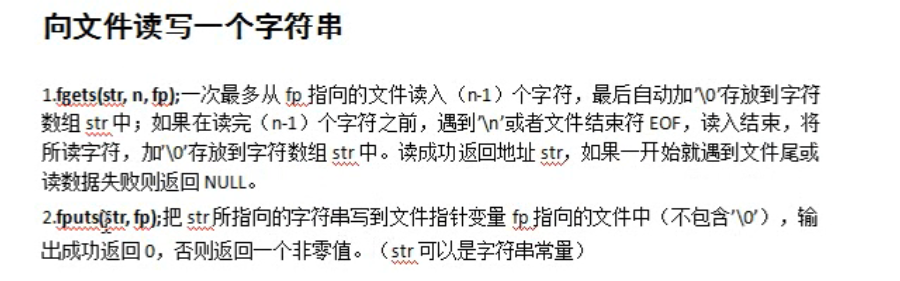 向文件读写一个字符串
1.fgets(str, n, fp);一次最多从 fp 指向的文件读入（n-1）个字符，最后自动加'\0'存放到字符
数组 str 中；如果在读完（n-1）个字符之前，遇到'\n'或者文件结束符 EOF，读入结束，将
所读字符，加'\0'存放到字符数组 str 中。读成功返回地址 str，如果一开始就遇到文件尾或
读数据失败则返回 NULL。
2.fputs(str, fp);把 str 所指向的字符串写到文件指针变量 fp 指向的文件中（不包含'\0'），输
出成功返回 0，否则返回一个非零值。（str 可以是字符串常量）